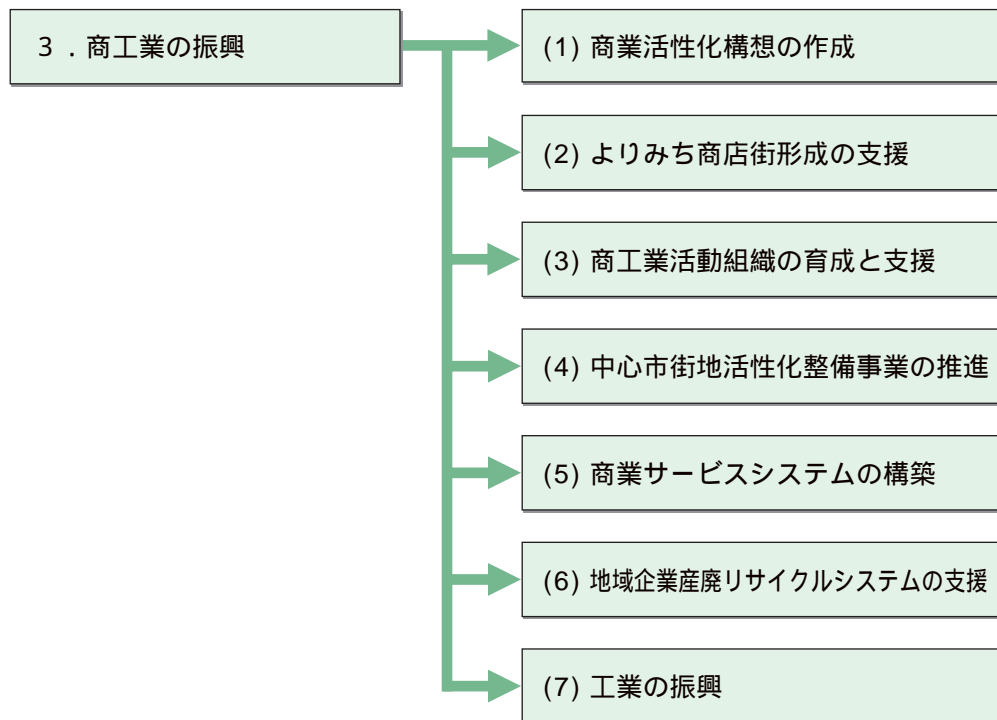 ３．商工業の振興
(1) 商業活性化構想の作成
(2) よりみち商店街形成の支援
(3) 商工業活動組織の育成と支援
(4) 中心市街地活性化整備事業の推進
(5) 商業サービスシステムの構築
(6) 地域企業産廃リサイクルシステムの支援
(7) 工業の振興